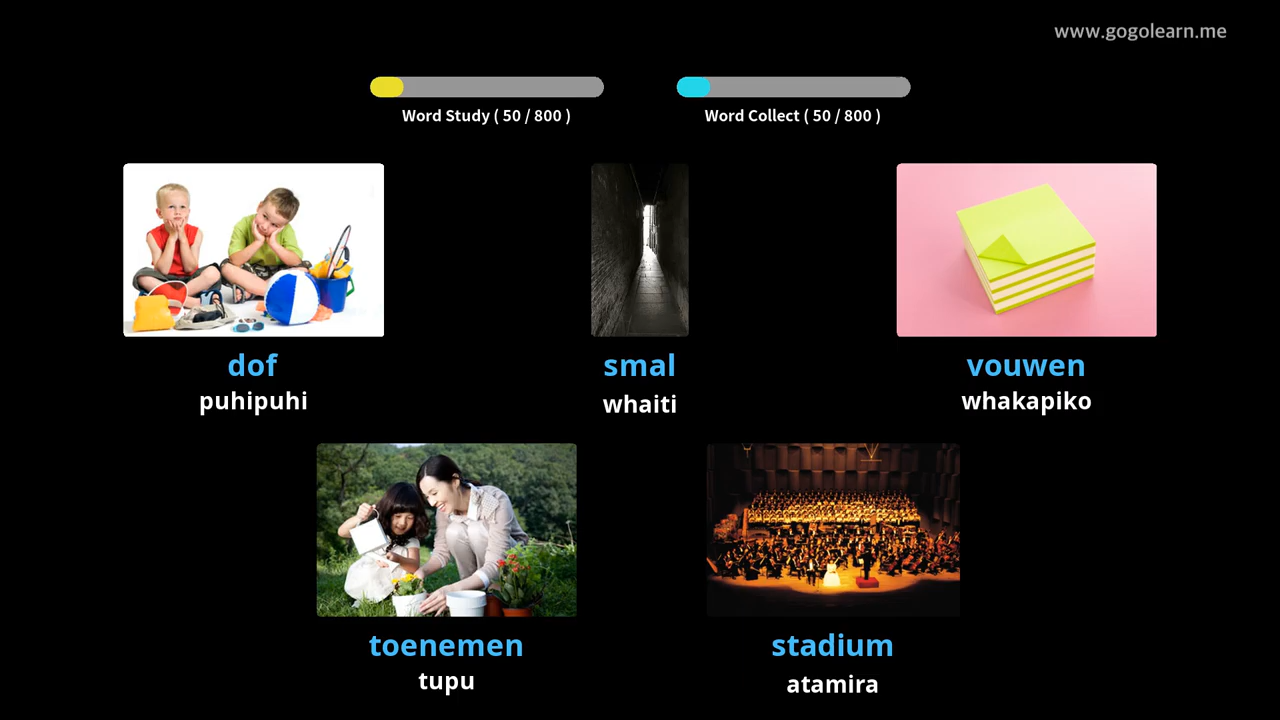 www.gogolearn.me
Word Study ( 50 / 800 )
Word Collect ( 50 / 800 )
dof
puhipuhi
smal
whaiti
vouwen
whakapiko
toenemen
tupu
stadium
atamira